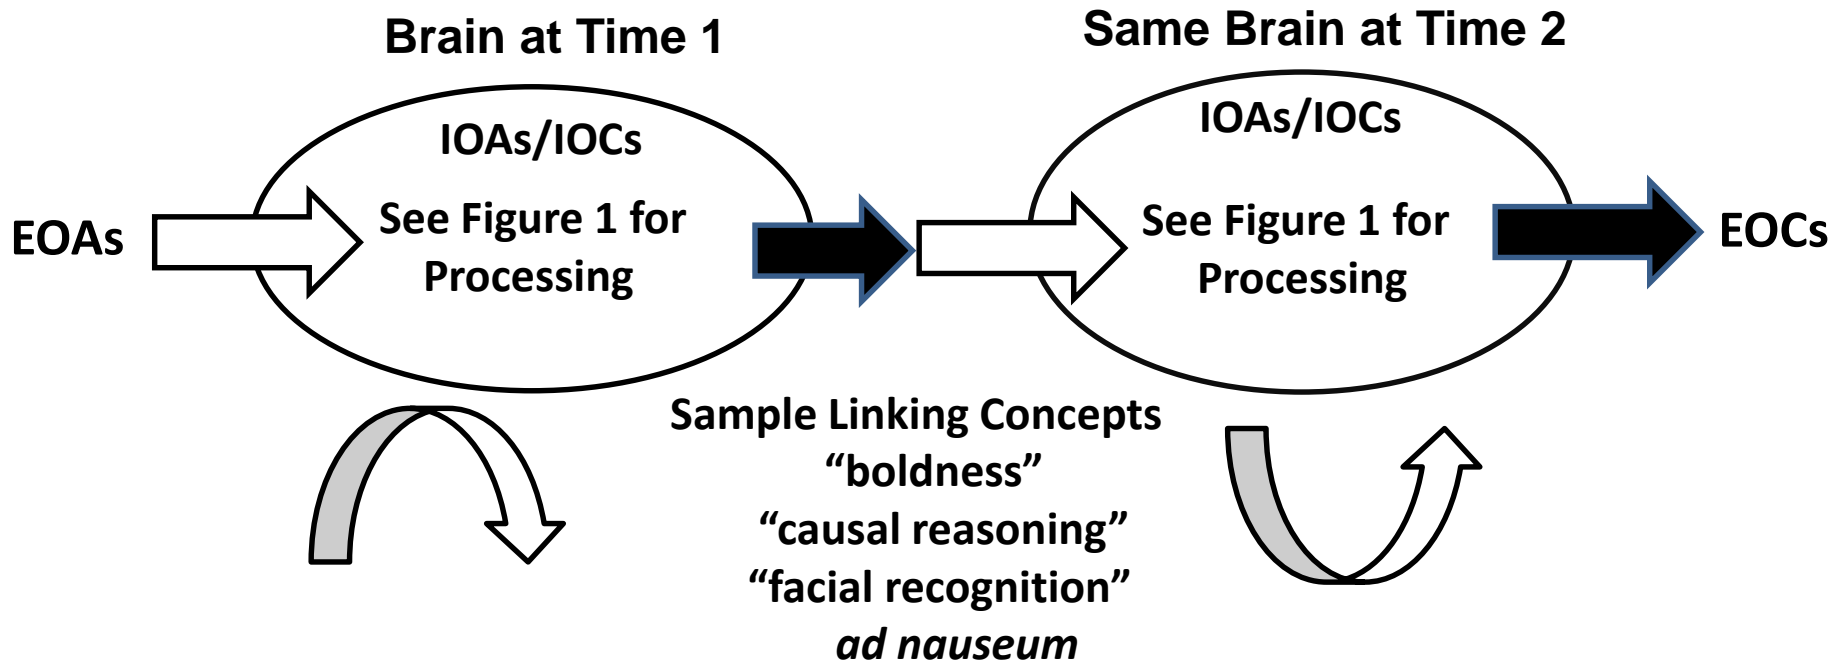 Brain at Time 1
Same Brain at Time 2
EOAs
IOAs/IOCs
See Figure 1 for
Processing
IOAs/IOCs
See Figure 1 for
Processing
EOCs
Sample Linking Concepts
“boldness”
“causal reasoning”
“facial recognition”
ad nauseum